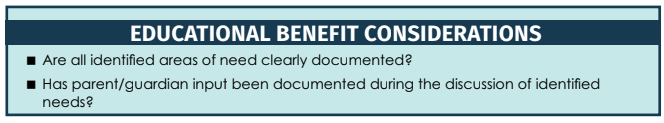 EDUCATIONAL BENEFIT CONSIDERATIONS
■ Are all identified areas of need clearly documented?
■ Has parent/guardian input been documented during the discussion of identified
needs?